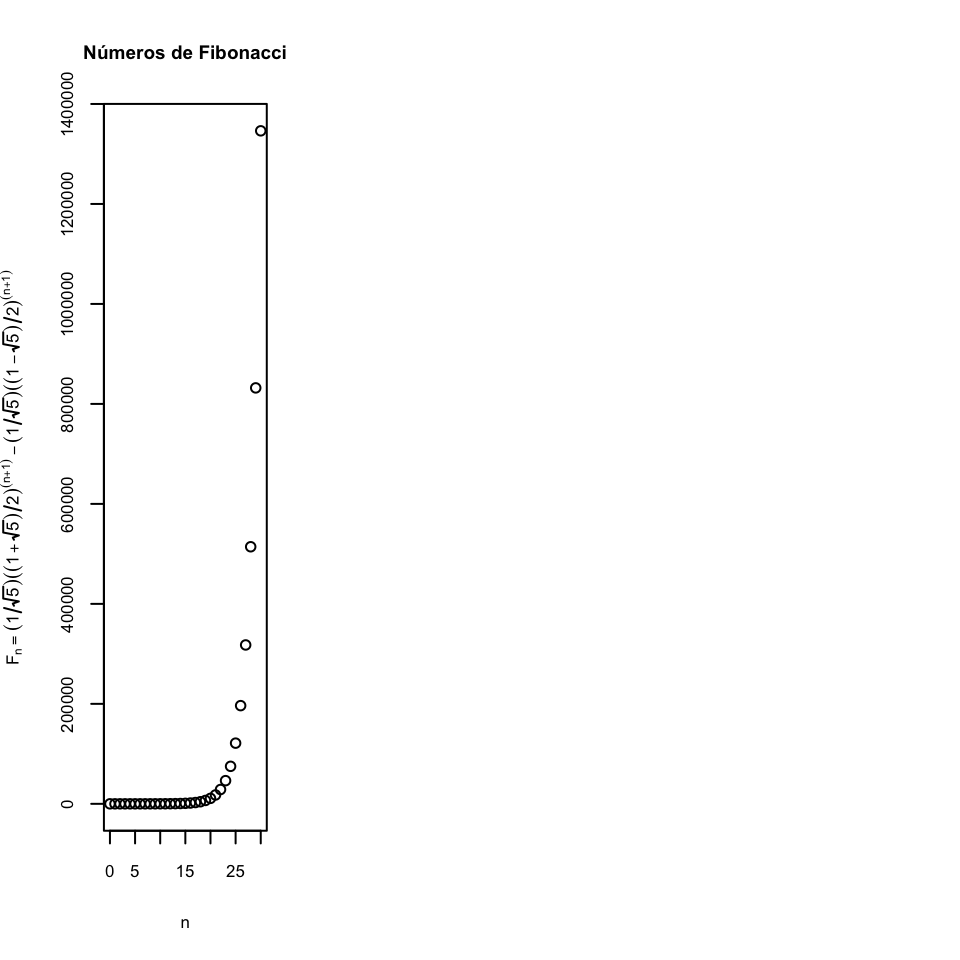 Números de Fibonacci
Fn = (1/√5)((1+√5)/2)^(n+1) − (1/√5)((1−√5)/2)^(n+1)
1400000
1200000
1000000
800000
600000
400000
200000
0
0 5 15 25
n